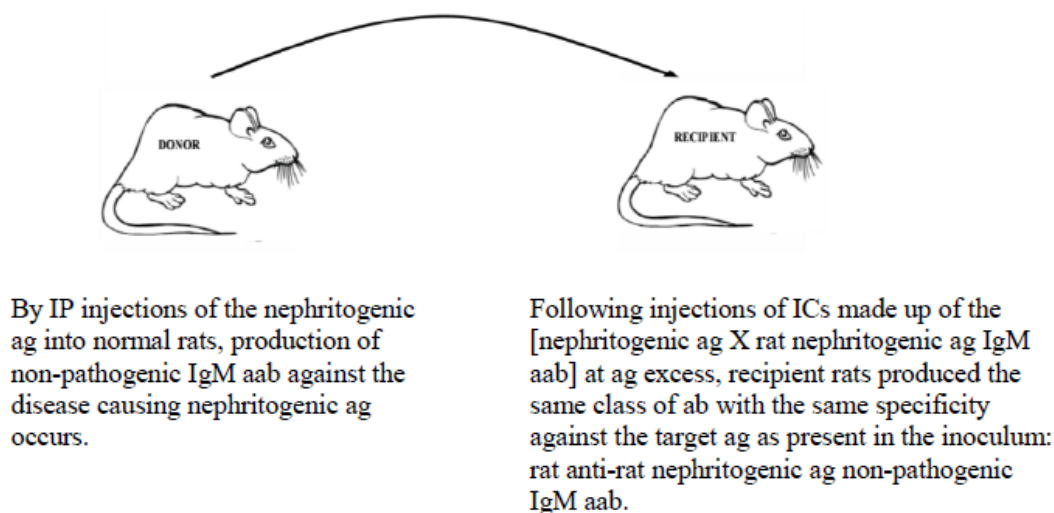 DONOR
RECIPIENT
By IP injections of the nephritogenic
ag into normal rats, production of
non-pathogenic IgM aab against the
disease causing nephritogenic ag
occurs.
Following injections of ICs made up of the
[nephritogenic ag X rat nephritogenic ag IgM
aab] at ag excess, recipient rats produced the
same class of ab with the same specificity
against the target ag as present in the inoculum:
rat anti-rat nephritogenic ag non-pathogenic
IgM aab.